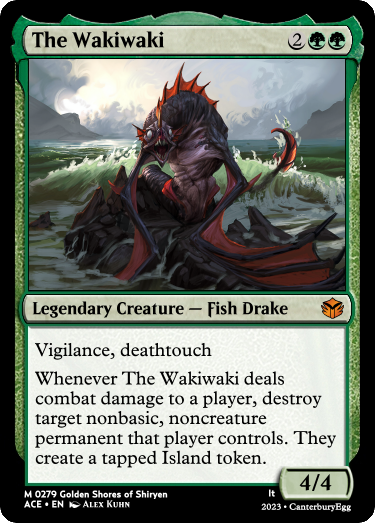 The Wakiwaki 2
Legendary Creature — Fish Drake
Vigilance, deathtouch
Whenever The Wakiwaki deals
combat damage to a player, destroy
target nonbasic, noncreature
permanent that player controls. They
create a tapped Island token.
4/4
M 0279 Golden Shores of Shiryen It
ACE • EN Alex Kuhn 2023 • CanterburyEgg